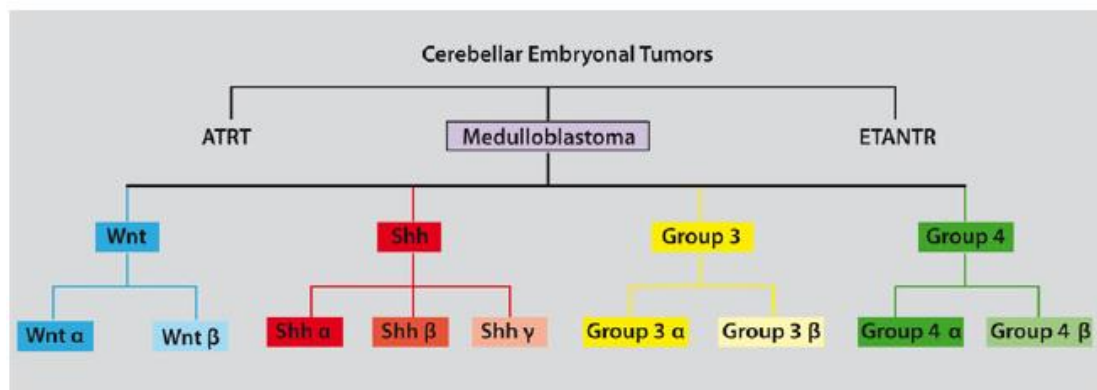 Cerebellar Embryonal Tumors
ATRT Medulloblastoma ETANTR
Wnt Shh Group 3 Group 4
Wnt α Wnt β Shh α Shh β Shh γ Group 3 α Group 3 β Group 4 α Group 4 β